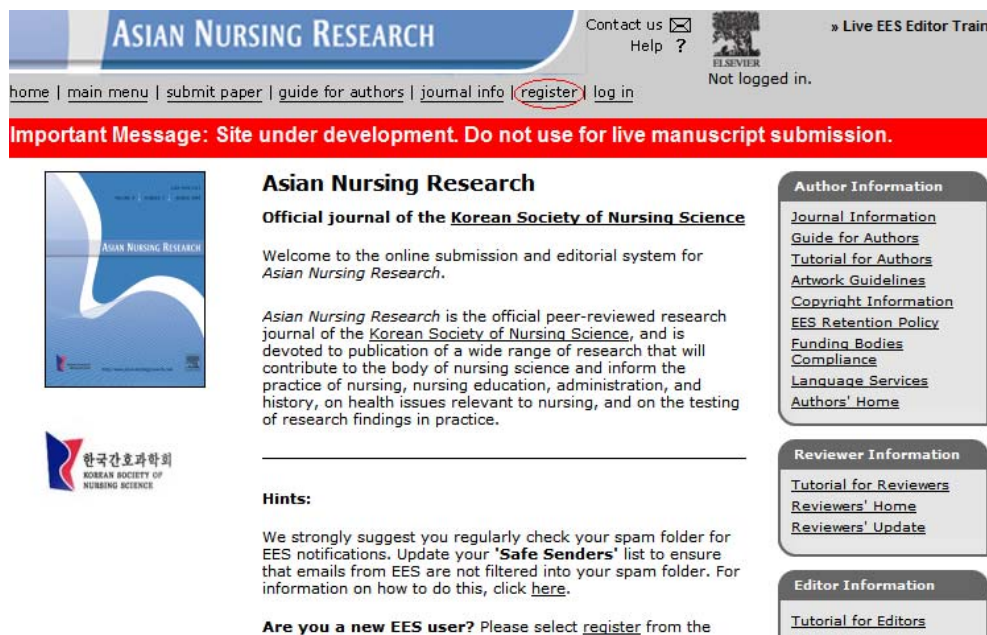 ASIAN NURSING RESEARCH
Contact us
Help ?
ELSEVIER
» Live EES Editor Train
Not logged in.
home | main menu | submit paper | guide for authors | journal info | register | log in
Important Message: Site under development. Do not use for live manuscript submission.
ASIAN NURSING RESEARCH
한국간호과학회
KOREAN SOCIETY OF
NURSING SCIENCE
Asian Nursing Research
Official journal of the Korean Society of Nursing Science
Welcome to the online submission and editorial system for
Asian Nursing Research.
Asian Nursing Research is the official peer-reviewed research
journal of the Korean Society of Nursing Science, and is
devoted to publication of a wide range of research that will
contribute to the body of nursing science and inform the
practice of nursing, nursing education, administration, and
history, on health issues relevant to nursing, and on the testing
of research findings in practice.
Hints:
We strongly suggest you regularly check your spam folder for
EES notifications. Update your 'Safe Senders' list to ensure
that emails from EES are not filtered into your spam folder. For
information on how to do this, click here.
Are you a new EES user? Please select register from the
Author Information
Journal Information
Guide for Authors
Tutorial for Authors
Artwork Guidelines
Copyright Information
EES Retention Policy
Funding Bodies
Compliance
Language Services
Authors' Home
Reviewer Information
Tutorial for Reviewers
Reviewers' Home
Reviewers' Update
Editor Information
Tutorial for Editors